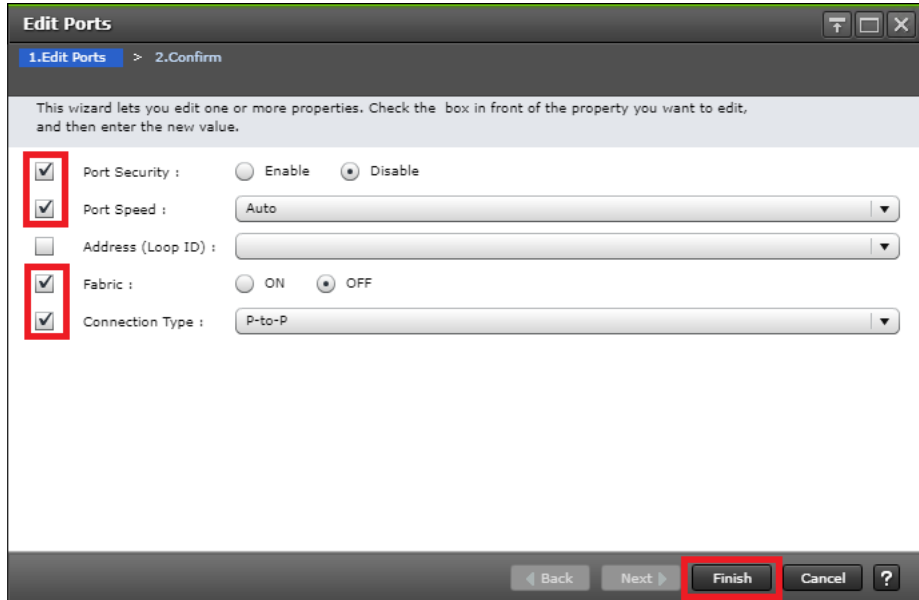 Edit Ports
1.Edit Ports > 2.Confirm
This wizard lets you edit one or more properties. Check the box in front of the property you want to edit,
and then enter the new value.
Port Security : Enable Disable
Port Speed : Auto
Address (Loop ID) :
Fabric : ON OFF
Connection Type : P-to-P
Back Next Finish Cancel ?